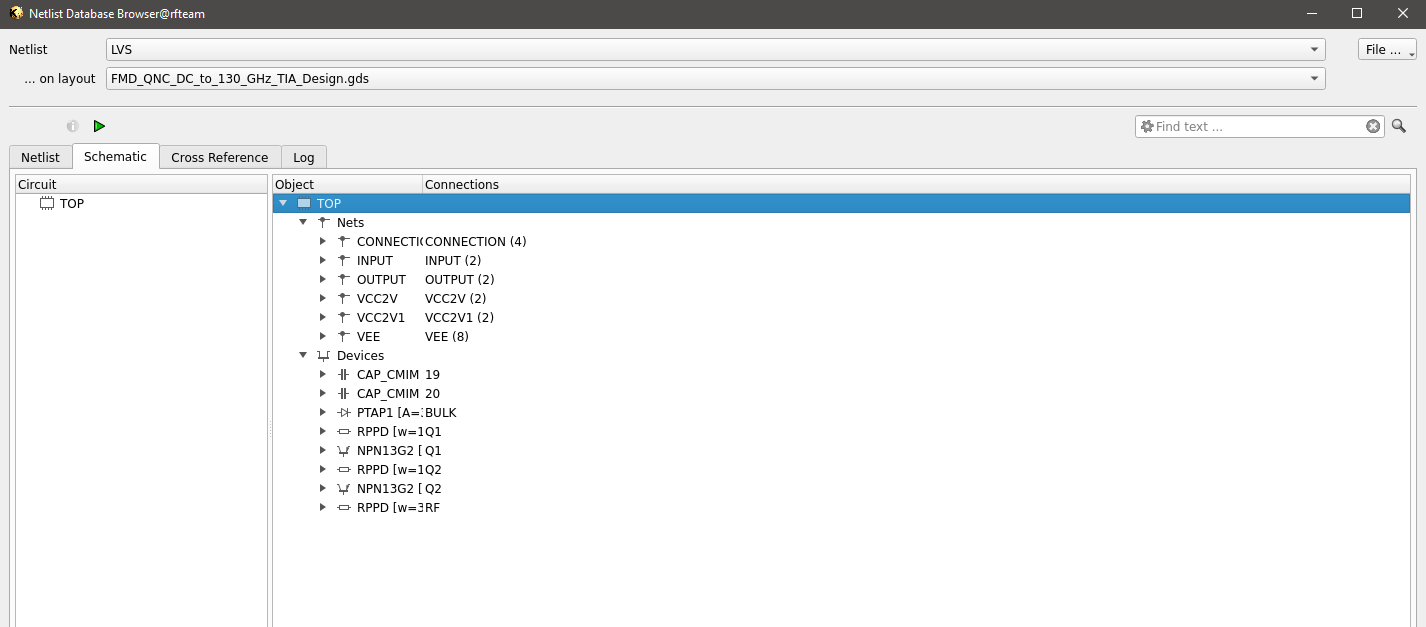 Netlist Database Browser@rfteam
Netlist LVS File ...
... on layout FMD_QNC_DC_to_130_GHz_TIA_Design.gds
Find text ...
Netlist Schematic Cross Reference Log
Circuit Object Connections
TOP TOP
Nets
CONNECTIO CONNECTION (4)
INPUT INPUT (2)
OUTPUT OUTPUT (2)
VCC2V VCC2V (2)
VCC2V1 VCC2V1 (2)
VEE VEE (8)
Devices
CAP_CMIM 19
CAP_CMIM 20
PTAP1 [A=: BULK
RPPD [w=1 Q1
NPN13G2 [ Q1
RPPD [w=1 Q2
NPN13G2 [ Q2
RPPD [w=3 RF